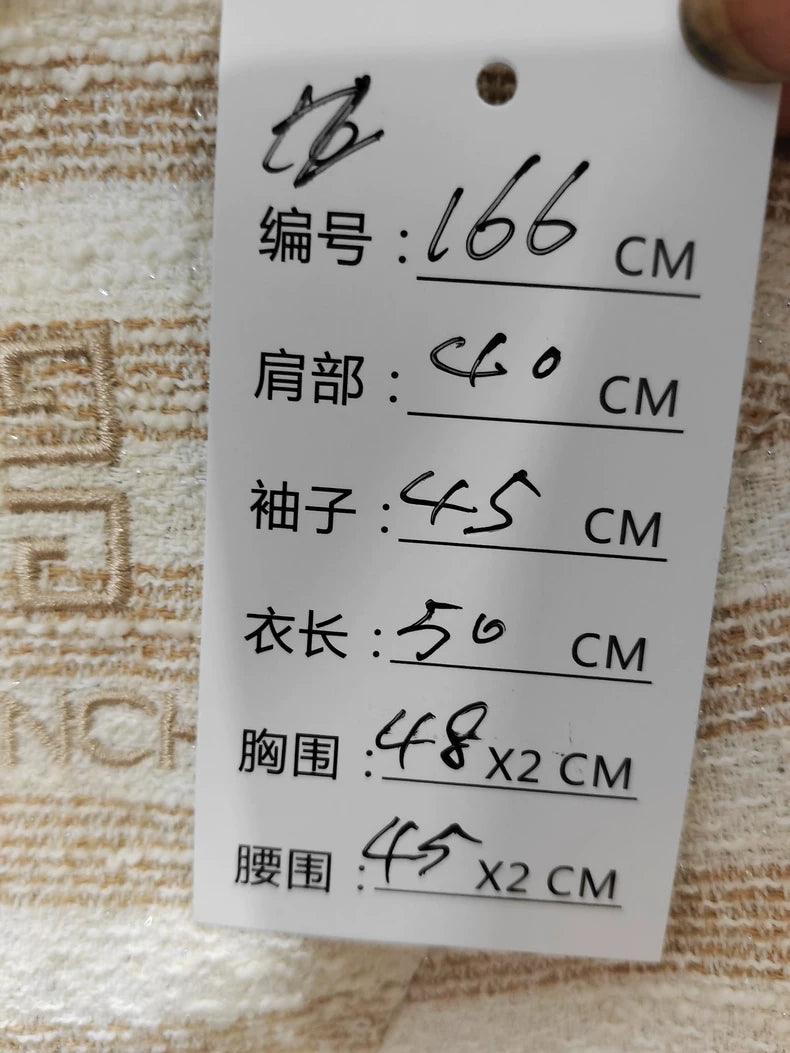 编号：166 CM
肩部：40 CM
袖子：45 CM
衣长：50 CM
胸围：48 X2 CM
腰围：45 X2 CM
NCH